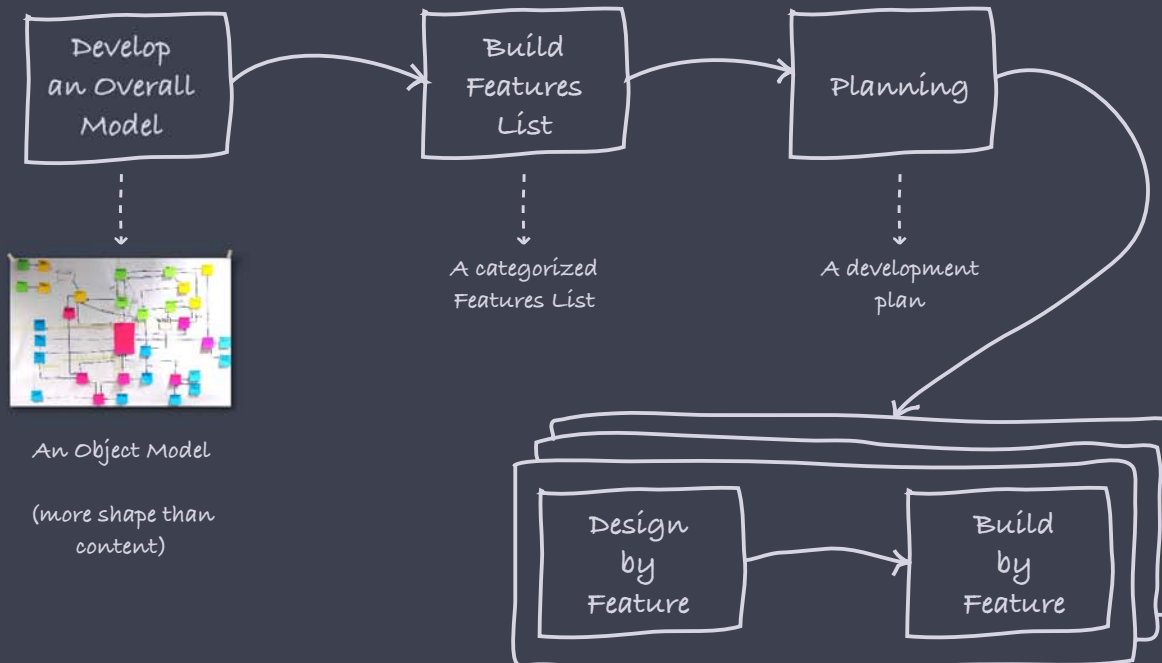 Develop
an Overall
Model
Build
Features
List
Planning
An Object Model
(more shape than
content)
A categorized
Features List
A development
plan
Design
by
Feature
Build
by
Feature